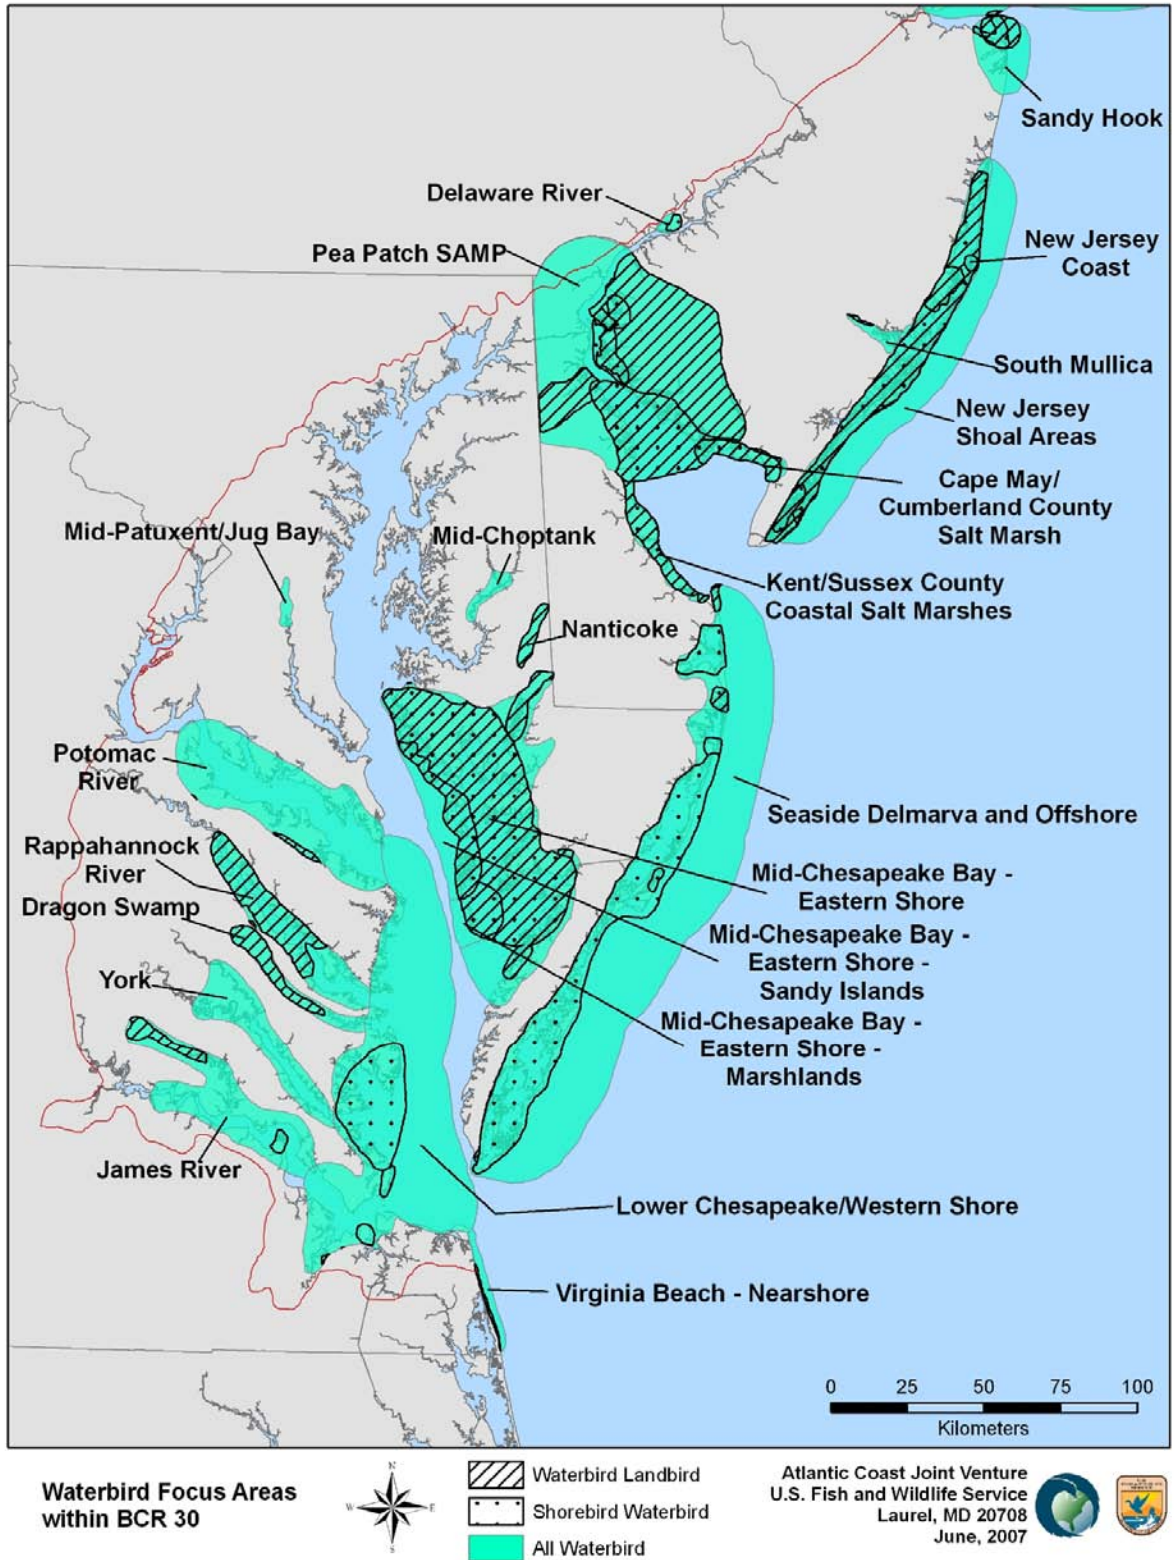 Sandy Hook
Delaware River
Pea Patch SAMP
New Jersey
Coast
South Mullica
New Jersey
Shoal Areas
Cape May/
Cumberland County
Salt Marsh
Mid-Patuxent/Jug Bay
Mid-Choptank
Kent/Sussex County
Coastal Salt Marshes
Nanticoke
Potomac
River
Seaside Delmarva and Offshore
Rappahannock
River
Mid-Chesapeake Bay -
Eastern Shore
Dragon Swamp
Mid-Chesapeake Bay -
Eastern Shore -
Sandy Islands
York
Mid-Chesapeake Bay -
Eastern Shore -
Marshlands
James River
Lower Chesapeake/Western Shore
Virginia Beach - Nearshore
0 25 50 75 100
Kilometers
Waterbird Focus Areas
within BCR 30
N
W E
S
Waterbird Landbird
Shorebird Waterbird
All Waterbird
Atlantic Coast Joint Venture
U.S. Fish and Wildlife Service
Laurel, MD 20708
June, 2007